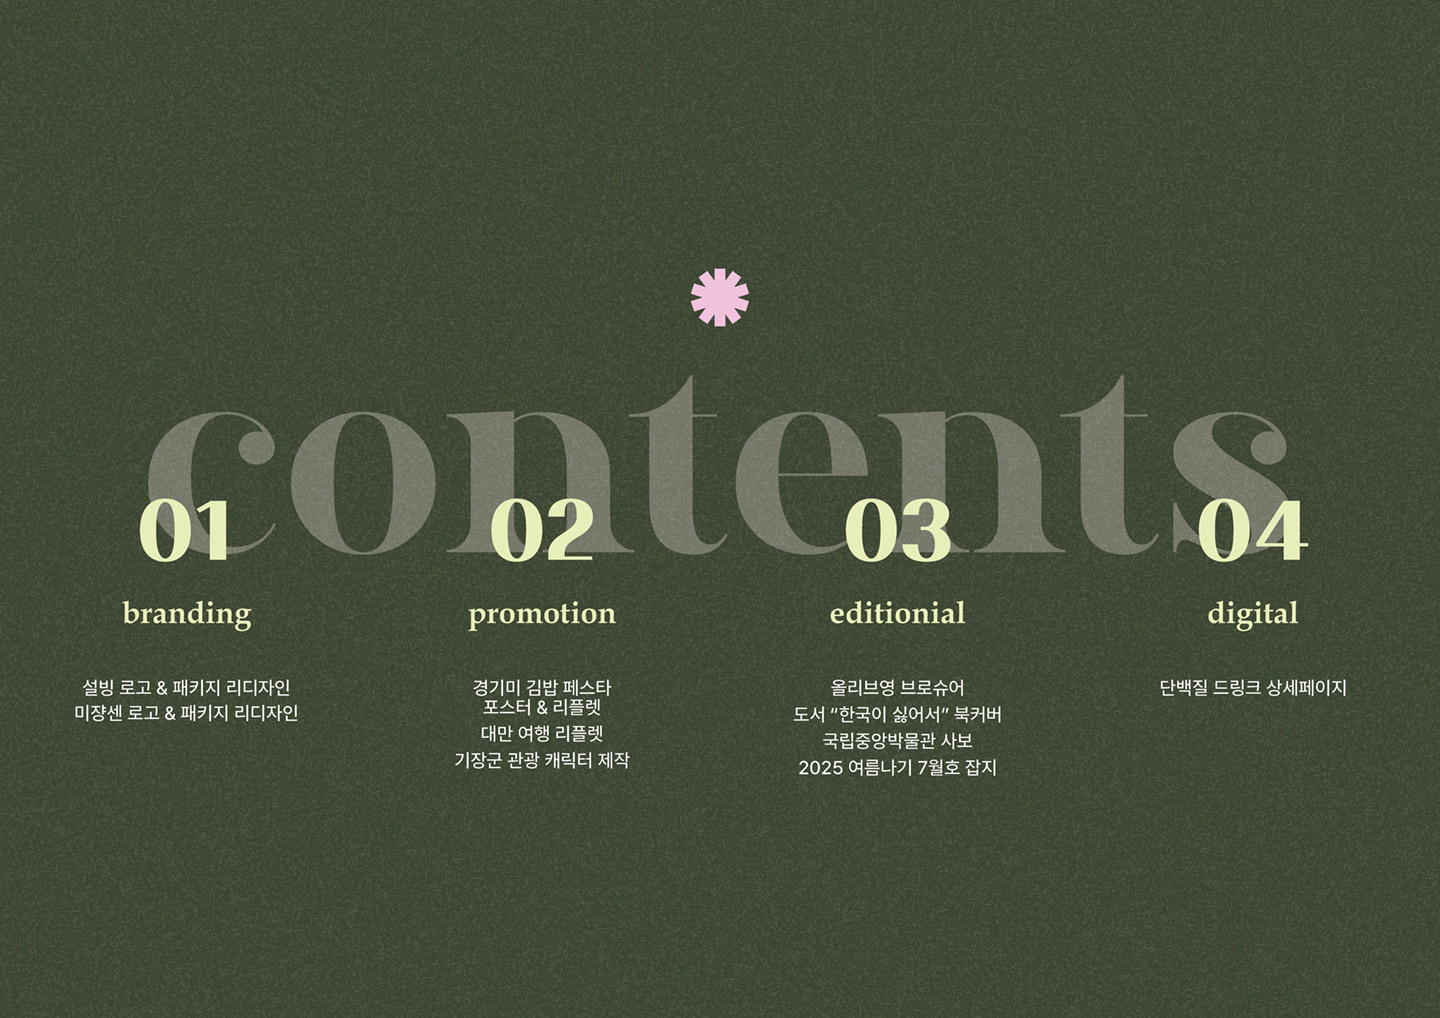 contents
01
branding
설빙 로고 & 패키지 리디자인
미쟝센 로고 & 패키지 리디자인
02
promotion
경기미 김밥 페스타
포스터 & 리플렛
대만 여행 리플렛
기장군 관광 캐릭터 제작
03
editionial
올리브영 브로슈어
도서 “한국이 싫어서” 북커버
국립중앙박물관 사보
2025 여름나기 7월호 잡지
04
digital
단백질 드링크 상세페이지